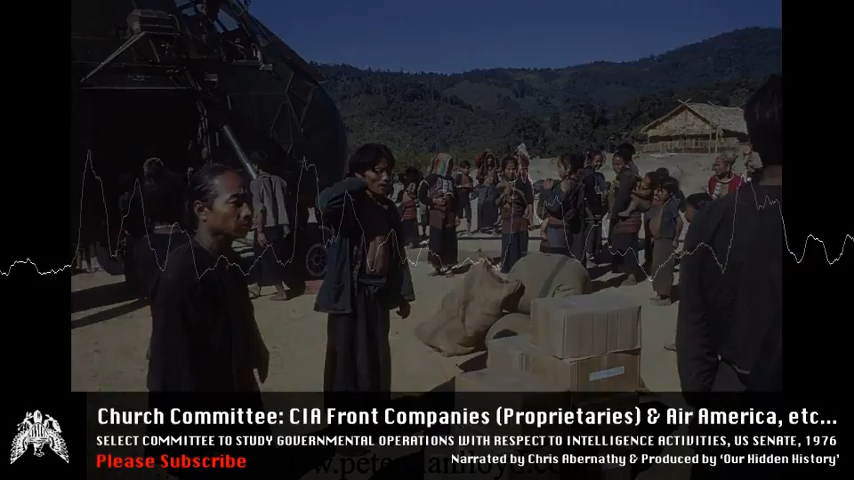 Church Committee: CIA Front Companies (Proprietaries) & Air America, etc...
SELECT COMMITTEE TO STUDY GOVERNMENTAL OPERATIONS WITH RESPECT TO INTELLIGENCE ACTIVITIES, US SENATE, 1976
Please Subscribe
Narrated by Chris Abernathy & Produced by ‘Our Hidden History’